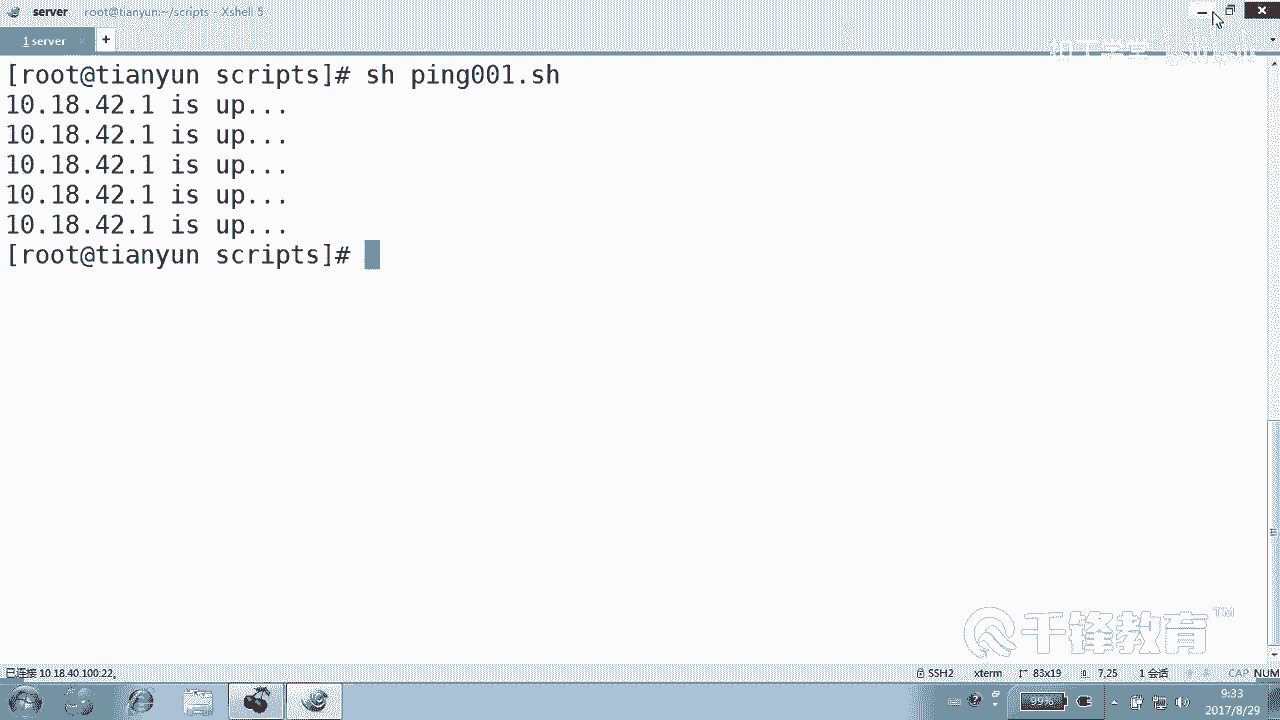 server root@tianyun:~/scripts - Xshell 5
1 server +
[root@tianyun scripts]# sh ping001.sh
10.18.42.1 is up...
10.18.42.1 is up...
10.18.42.1 is up...
10.18.42.1 is up...
10.18.42.1 is up...
[root@tianyun scripts]#
千锋教育™
已连接 10.18.40.100:22。 SSH2 xterm 83x19 7,25 1 会话 CAP NUM
99% 9:33
2017/8/29